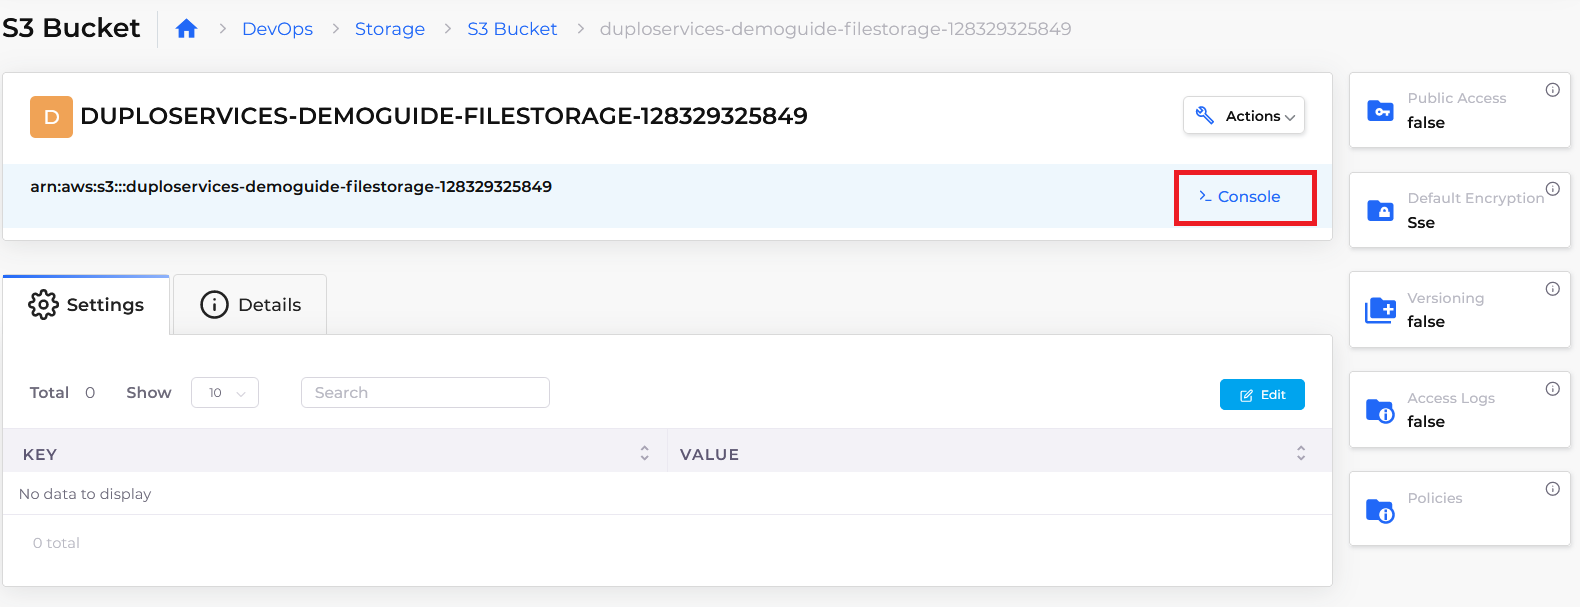 S3 Bucket
DevOps
Storage
S3 Bucket
duploservices-demoguide-filestorage-128329325849
D
DUPLOSERVICES-DEMOGUIDE-FILESTORAGE-128329325849
Actions
arn:aws:s3:::duploservices-demoguide-filestorage-128329325849
>_ Console
Settings
Details
Total 0 Show 10 Search
Edit
KEY VALUE
No data to display
0 total
Public Access
false
Default Encryption
Sse
Versioning
false
Access Logs
false
Policies